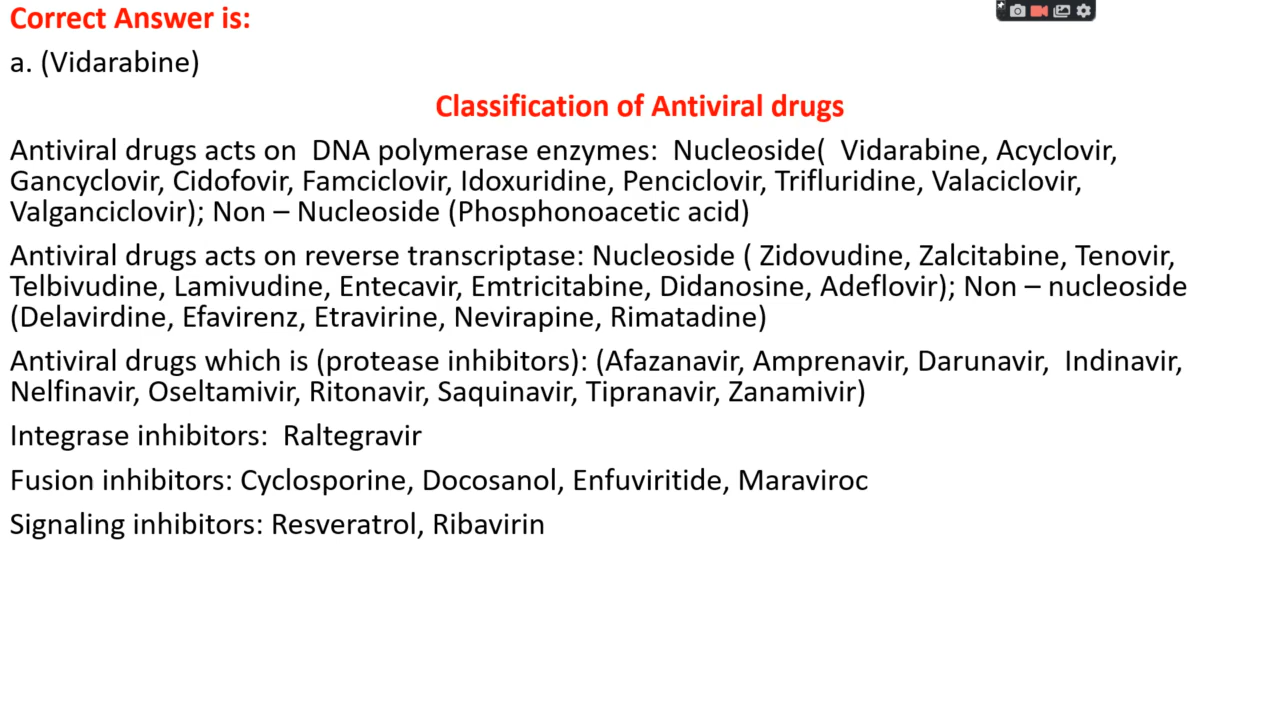 Correct Answer is:
a. (Vidarabine)
Classification of Antiviral drugs
Antiviral drugs acts on  DNA polymerase enzymes:  Nucleoside(  Vidarabine, Acyclovir,
Gancyclovir, Cidofovir, Famciclovir, Idoxuridine, Penciclovir, Trifluridine, Valaciclovir,
Valganciclovir); Non – Nucleoside (Phosphonoacetic acid)
Antiviral drugs acts on reverse transcriptase: Nucleoside ( Zidovudine, Zalcitabine, Tenovir,
Telbivudine, Lamivudine, Entecavir, Emtricitabine, Didanosine, Adeflovir); Non – nucleoside
(Delavirdine, Efavirenz, Etravirine, Nevirapine, Rimatadine)
Antiviral drugs which is (protease inhibitors): (Afazanavir, Amprenavir, Darunavir,  Indinavir,
Nelfinavir, Oseltamivir, Ritonavir, Saquinavir, Tipranavir, Zanamivir)
Integrase inhibitors:  Raltegravir
Fusion inhibitors: Cyclosporine, Docosanol, Enfuviritide, Maraviroc
Signaling inhibitors: Resveratrol, Ribavirin